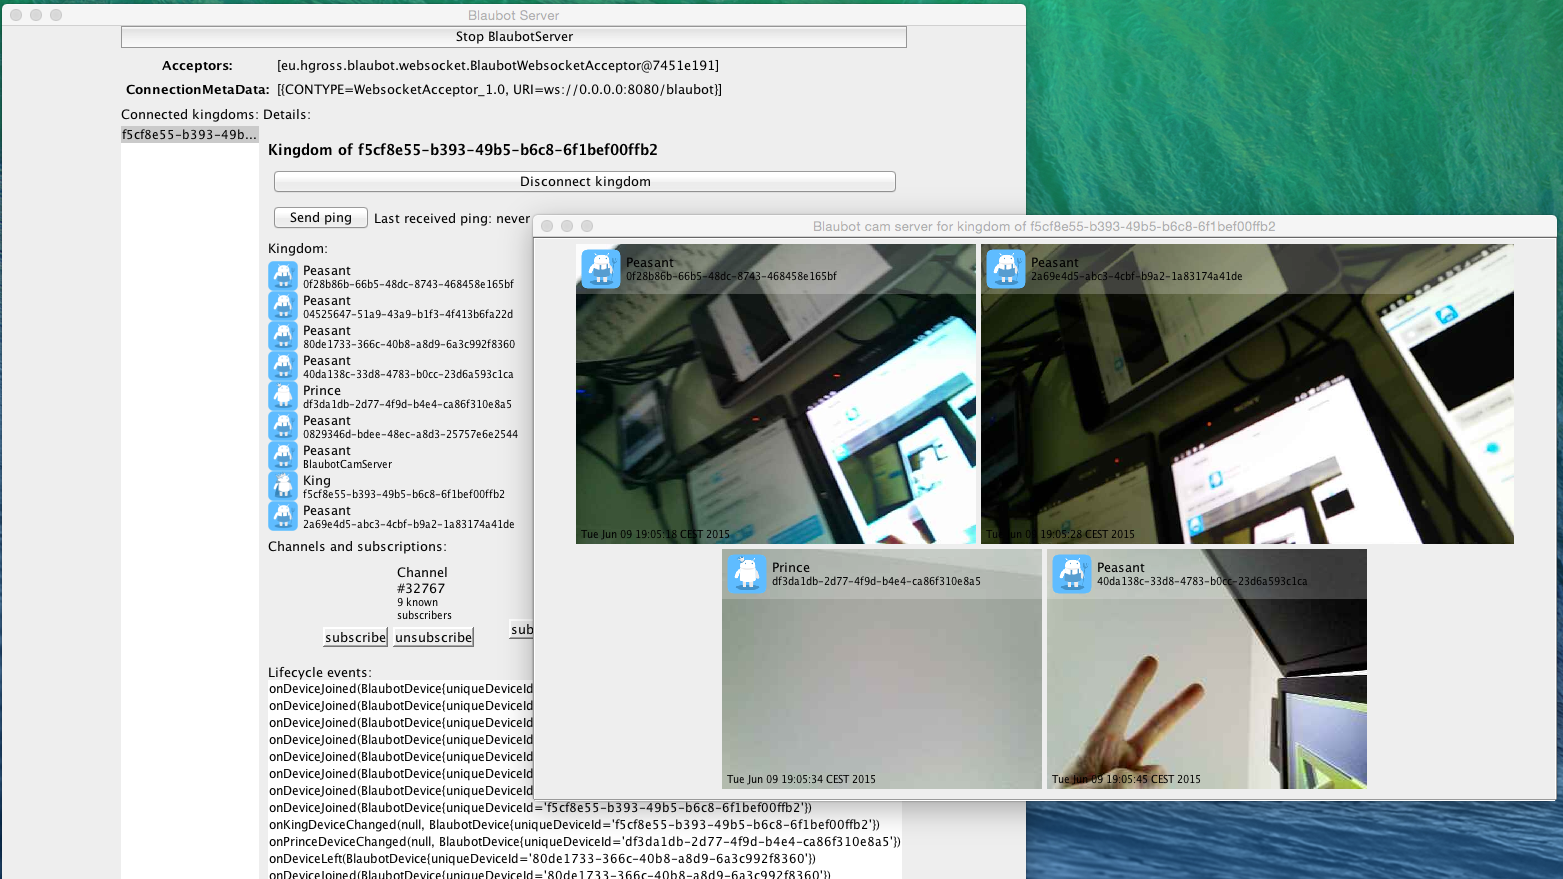 Blaubot Server
Stop BlaubotServer
Acceptors: [eu.hgross.blaubot.websocket.BlaubotWebsocketAcceptor@7451e191]
ConnectionMetaData: [{CONTYPE=WebsocketAcceptor_1.0, URI=ws://0.0.0.0:8080/blaubot}]
Connected kingdoms: Details:
f5cf8e55-b393-49b...
Kingdom of f5cf8e55-b393-49b5-b6c8-6f1bef00ffb2
Disconnect kingdom
Send ping Last received ping: never
Kingdom:
Peasant
0f28b86b-66b5-48dc-8743-468458e165bf
Peasant
04525647-51a9-43a9-b1f3-4f413b6fa22d
Peasant
80de1733-366c-40b8-a8d9-6a3c992f8360
Peasant
40da138c-33d8-4783-b0cc-23d6a593c1ca
Prince
df3da1db-2d77-4f9d-b4e4-ca86f310e8a5
Peasant
0829346d-bdee-48ec-a8d3-25757e6e2544
Peasant
BlaubotCamServer
King
f5cf8e55-b393-49b5-b6c8-6f1bef00ffb2
Peasant
2a69e4d5-abc3-4cbf-b9a2-1a83174a41de
Channels and subscriptions:
Channel
#32767
9 known
subscribers
subscribe unsubscribe sub
Lifecycle events:
onDeviceJoined(BlaubotDevice{uniqueDeviceId
onDeviceJoined(BlaubotDevice{uniqueDeviceId
onDeviceJoined(BlaubotDevice{uniqueDeviceId
onDeviceJoined(BlaubotDevice{uniqueDeviceId
onDeviceJoined(BlaubotDevice{uniqueDeviceId
onDeviceJoined(BlaubotDevice{uniqueDeviceId
onDeviceJoined(BlaubotDevice{uniqueDeviceId
onDeviceJoined(BlaubotDevice{uniqueDeviceId='f5cf8e55-b393-49b5-b6c8-6f1bef00ffb2'})
onKingDeviceChanged(null, BlaubotDevice{uniqueDeviceId='f5cf8e55-b393-49b5-b6c8-6f1bef00ffb2'})
onPrinceDeviceChanged(null, BlaubotDevice{uniqueDeviceId='df3da1db-2d77-4f9d-b4e4-ca86f310e8a5'})
onDeviceLeft(BlaubotDevice{uniqueDeviceId='80de1733-366c-40b8-a8d9-6a3c992f8360'})
onDeviceJoined(BlaubotDevice{uniqueDeviceId='80de1733-366c-40b8-a8d9-6a3c992f8360'})
Blaubot cam server for kingdom of f5cf8e55-b393-49b5-b6c8-6f1bef00ffb2
Peasant
0f28b86b-66b5-48dc-8743-468458e165bf
Tue Jun 09 19:05:18 CEST 2015
Peasant
2a69e4d5-abc3-4cbf-b9a2-1a83174a41de
SONY
Tue Jun 09 19:05:28 CEST 2015
Prince
df3da1db-2d77-4f9d-b4e4-ca86f310e8a5
Tue Jun 09 19:05:34 CEST 2015
Peasant
40da138c-33d8-4783-b0cc-23d6a593c1ca
Tue Jun 09 19:05:45 CEST 2015